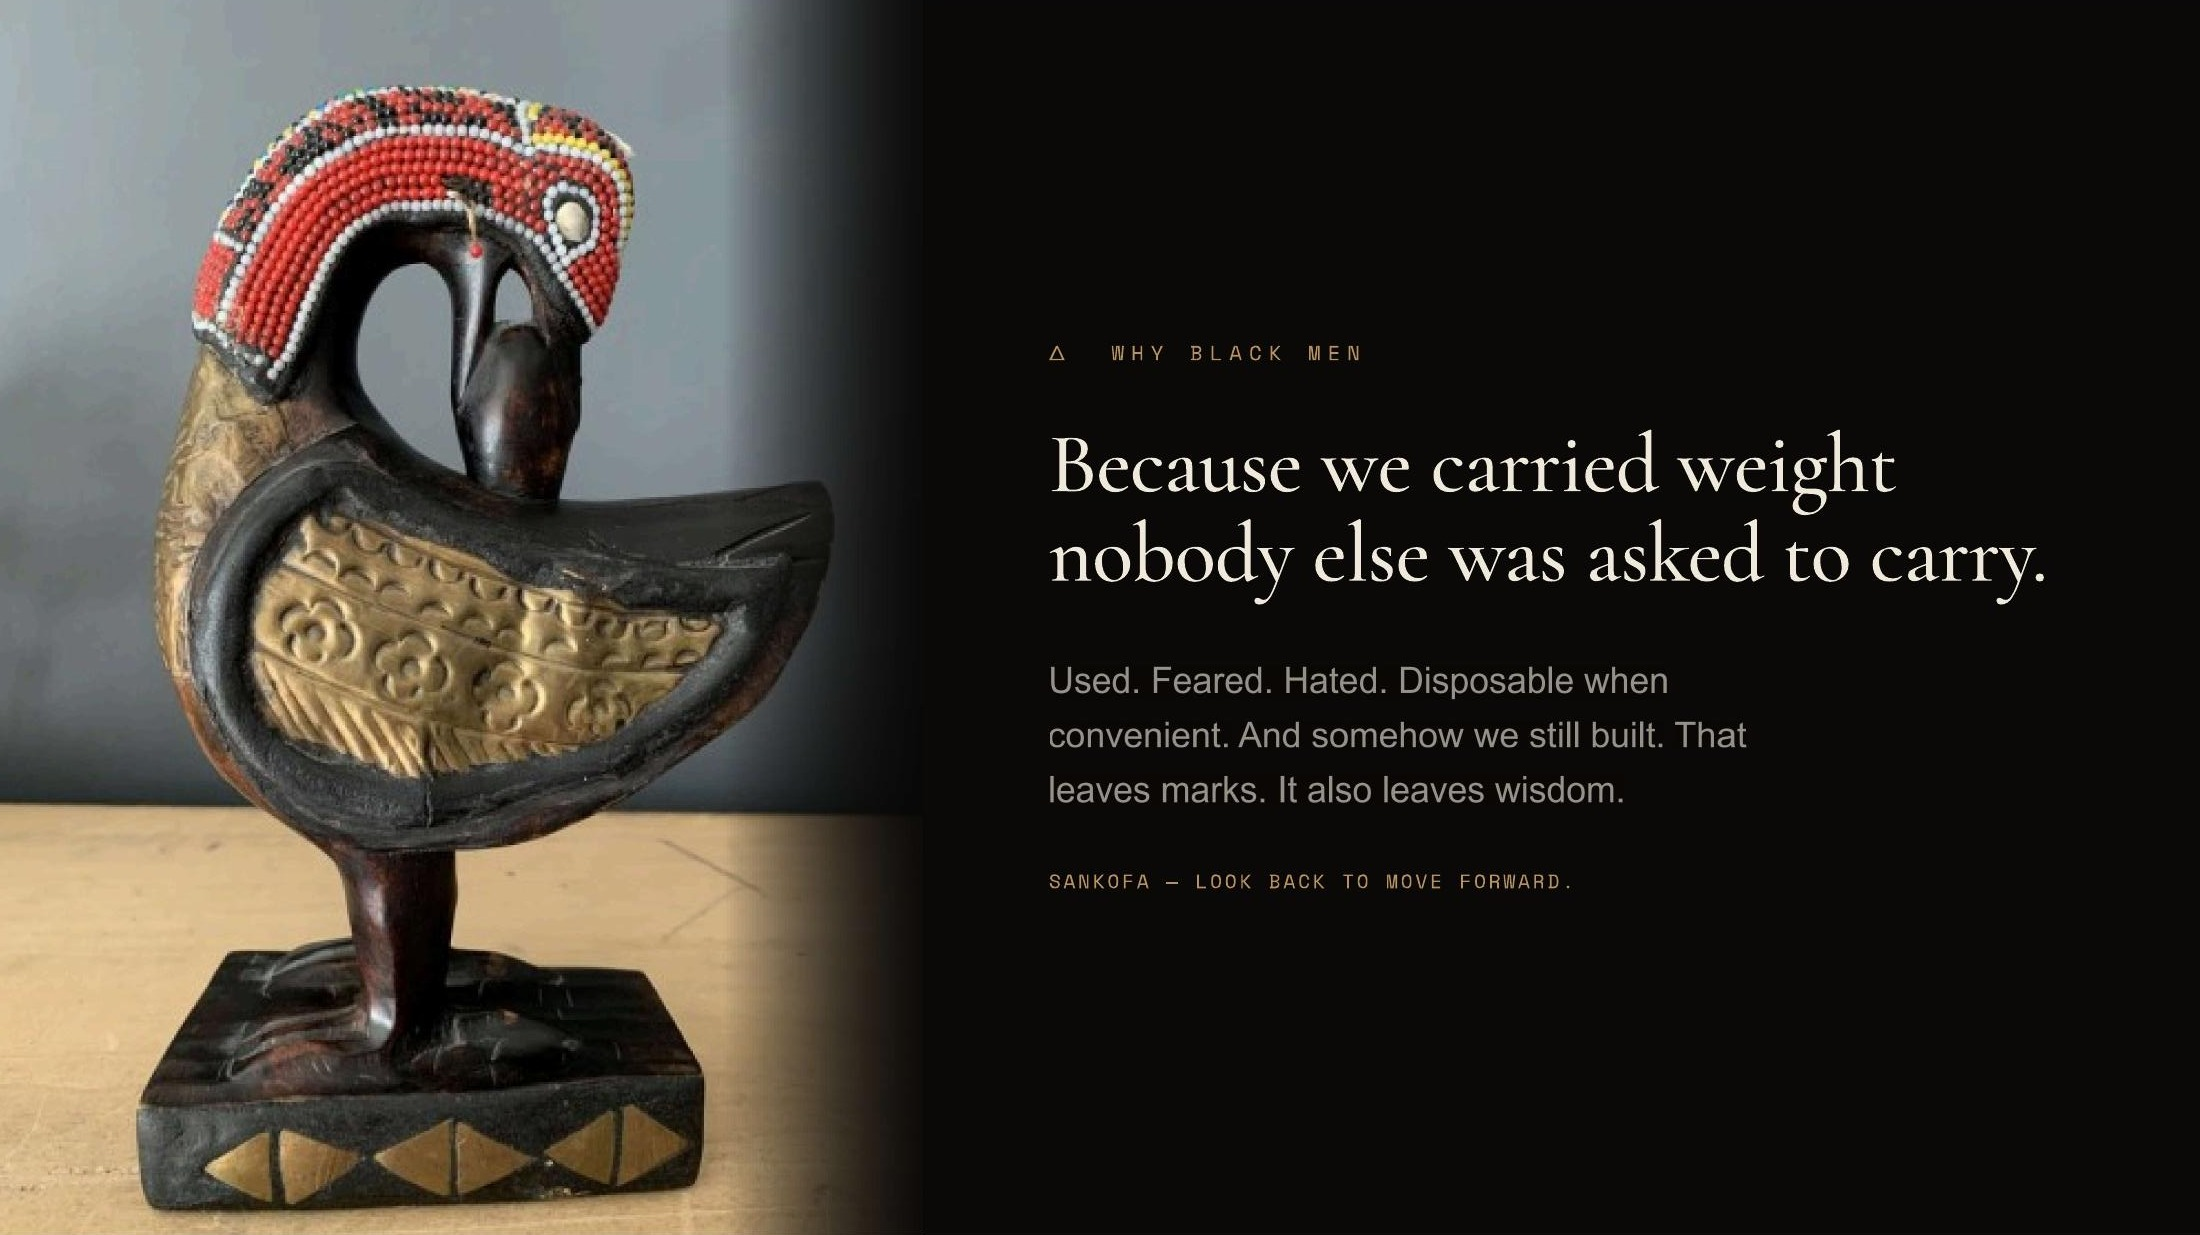 Δ WHY BLACK MEN
Because we carried weight
nobody else was asked to carry.
Used. Feared. Hated. Disposable when
convenient. And somehow we still built. That
leaves marks. It also leaves wisdom.
SANKOFA — LOOK BACK TO MOVE FORWARD.